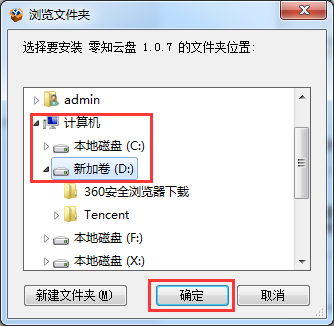 浏览文件夹
选择要安装 零知云盘 1.0.7 的文件夹位置:
admin
计算机
本地磁盘 (C:)
新加卷 (D:)
360安全浏览器下载
Tencent
本地磁盘 (F:)
本地磁盘 (X:)
新建文件夹(M) 确定 取消